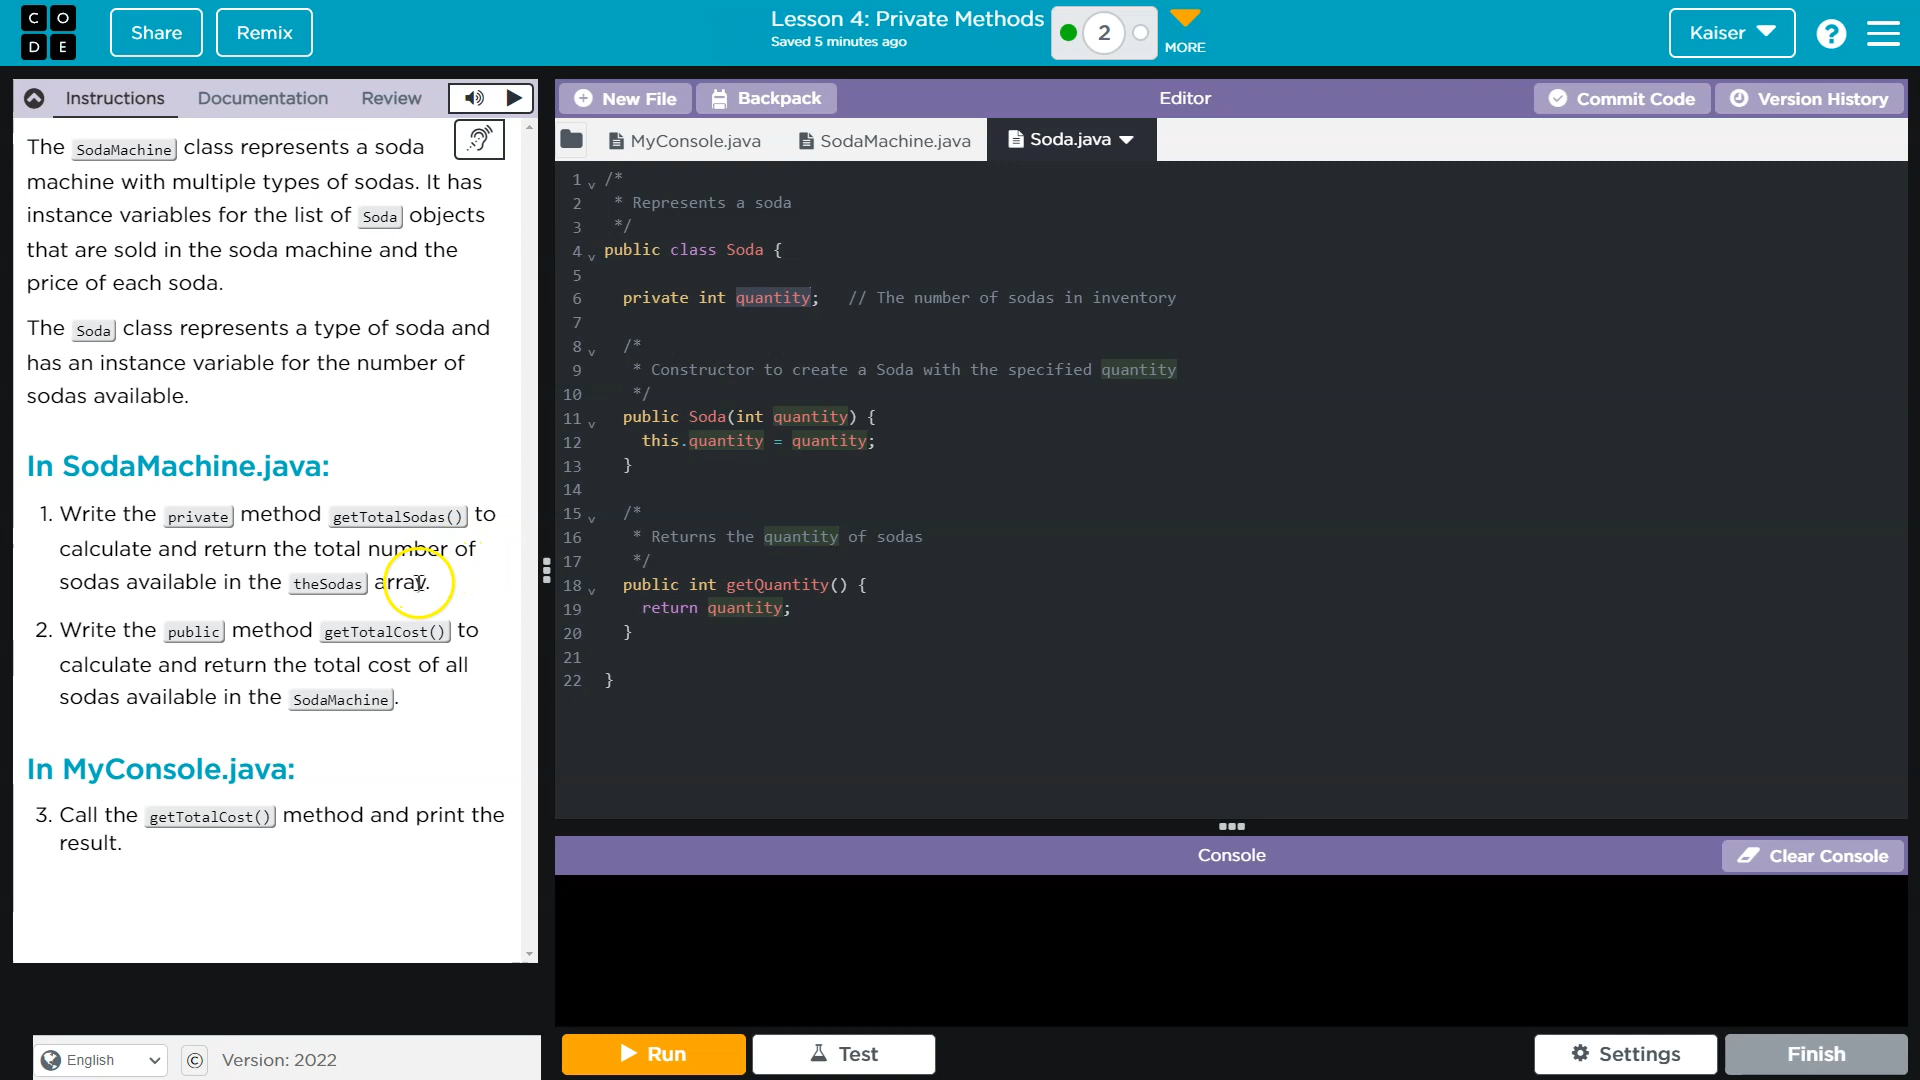 C O
D E
Share
Remix
Lesson 4: Private Methods
Saved 5 minutes ago
2
MORE
Kaiser
?
Instructions
Documentation
Review
The SodaMachine class represents a soda
machine with multiple types of sodas. It has
instance variables for the list of Soda objects
that are sold in the soda machine and the
price of each soda.
The Soda class represents a type of soda and
has an instance variable for the number of
sodas available.
In SodaMachine.java:
1. Write the private method getTotalSodas() to
calculate and return the total number of
sodas available in the theSodas array.
2. Write the public method getTotalCost() to
calculate and return the total cost of all
sodas available in the SodaMachine.
In MyConsole.java:
3. Call the getTotalCost() method and print the
result.
English
©
Version: 2022
New File
Backpack
Editor
Commit Code
Version History
MyConsole.java
SodaMachine.java
Soda.java
1 /*
2 * Represents a soda
3 */
4 public class Soda {
5
6 private int quantity; // The number of sodas in inventory
7
8 /*
9 * Constructor to create a Soda with the specified quantity
10 */
11 public Soda(int quantity) {
12 this.quantity = quantity;
13 }
14
15 /*
16 * Returns the quantity of sodas
17 */
18 public int getQuantity() {
19 return quantity;
20 }
21
22 }
Console
Clear Console
Run
Test
Settings
Finish